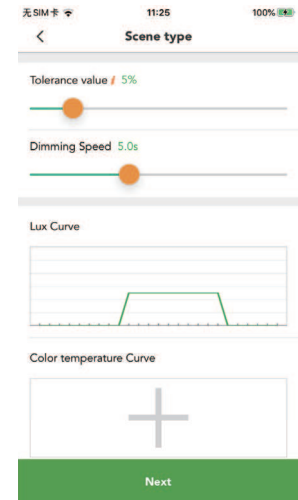 无SIM卡 11:25 100%
Scene type
Tolerance value i 5%
Dimming Speed 5.0s
Lux Curve
Color temperature Curve
Next